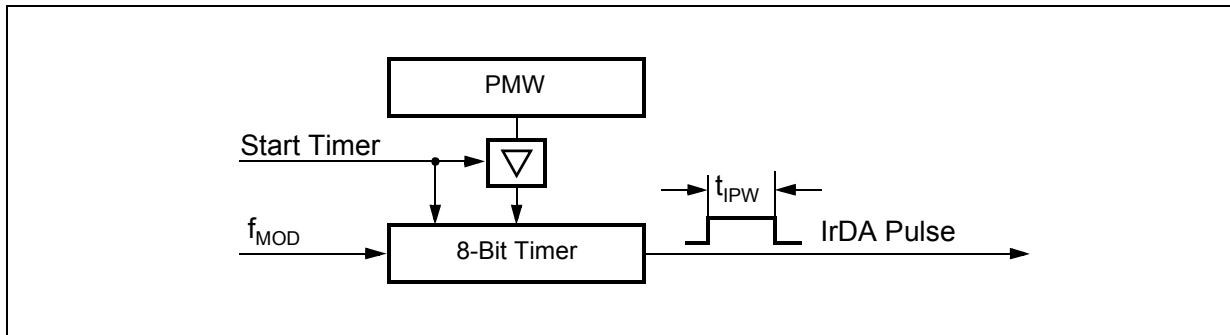 PMW
Start Timer
t_IPW
f_MOD
8-Bit Timer
IrDA Pulse